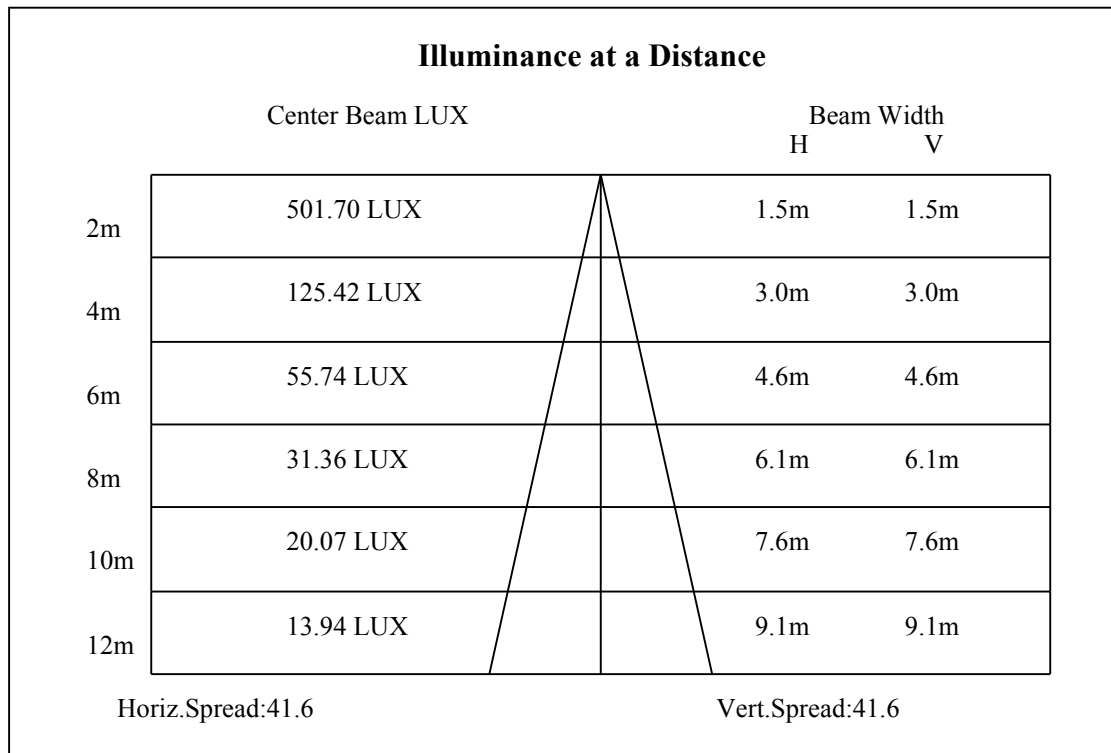 Illuminance at a Distance
Center Beam LUX Beam Width
H V
2m 501.70 LUX 1.5m 1.5m
4m 125.42 LUX 3.0m 3.0m
6m 55.74 LUX 4.6m 4.6m
8m 31.36 LUX 6.1m 6.1m
10m 20.07 LUX 7.6m 7.6m
12m 13.94 LUX 9.1m 9.1m
Horiz.Spread:41.6 Vert.Spread:41.6